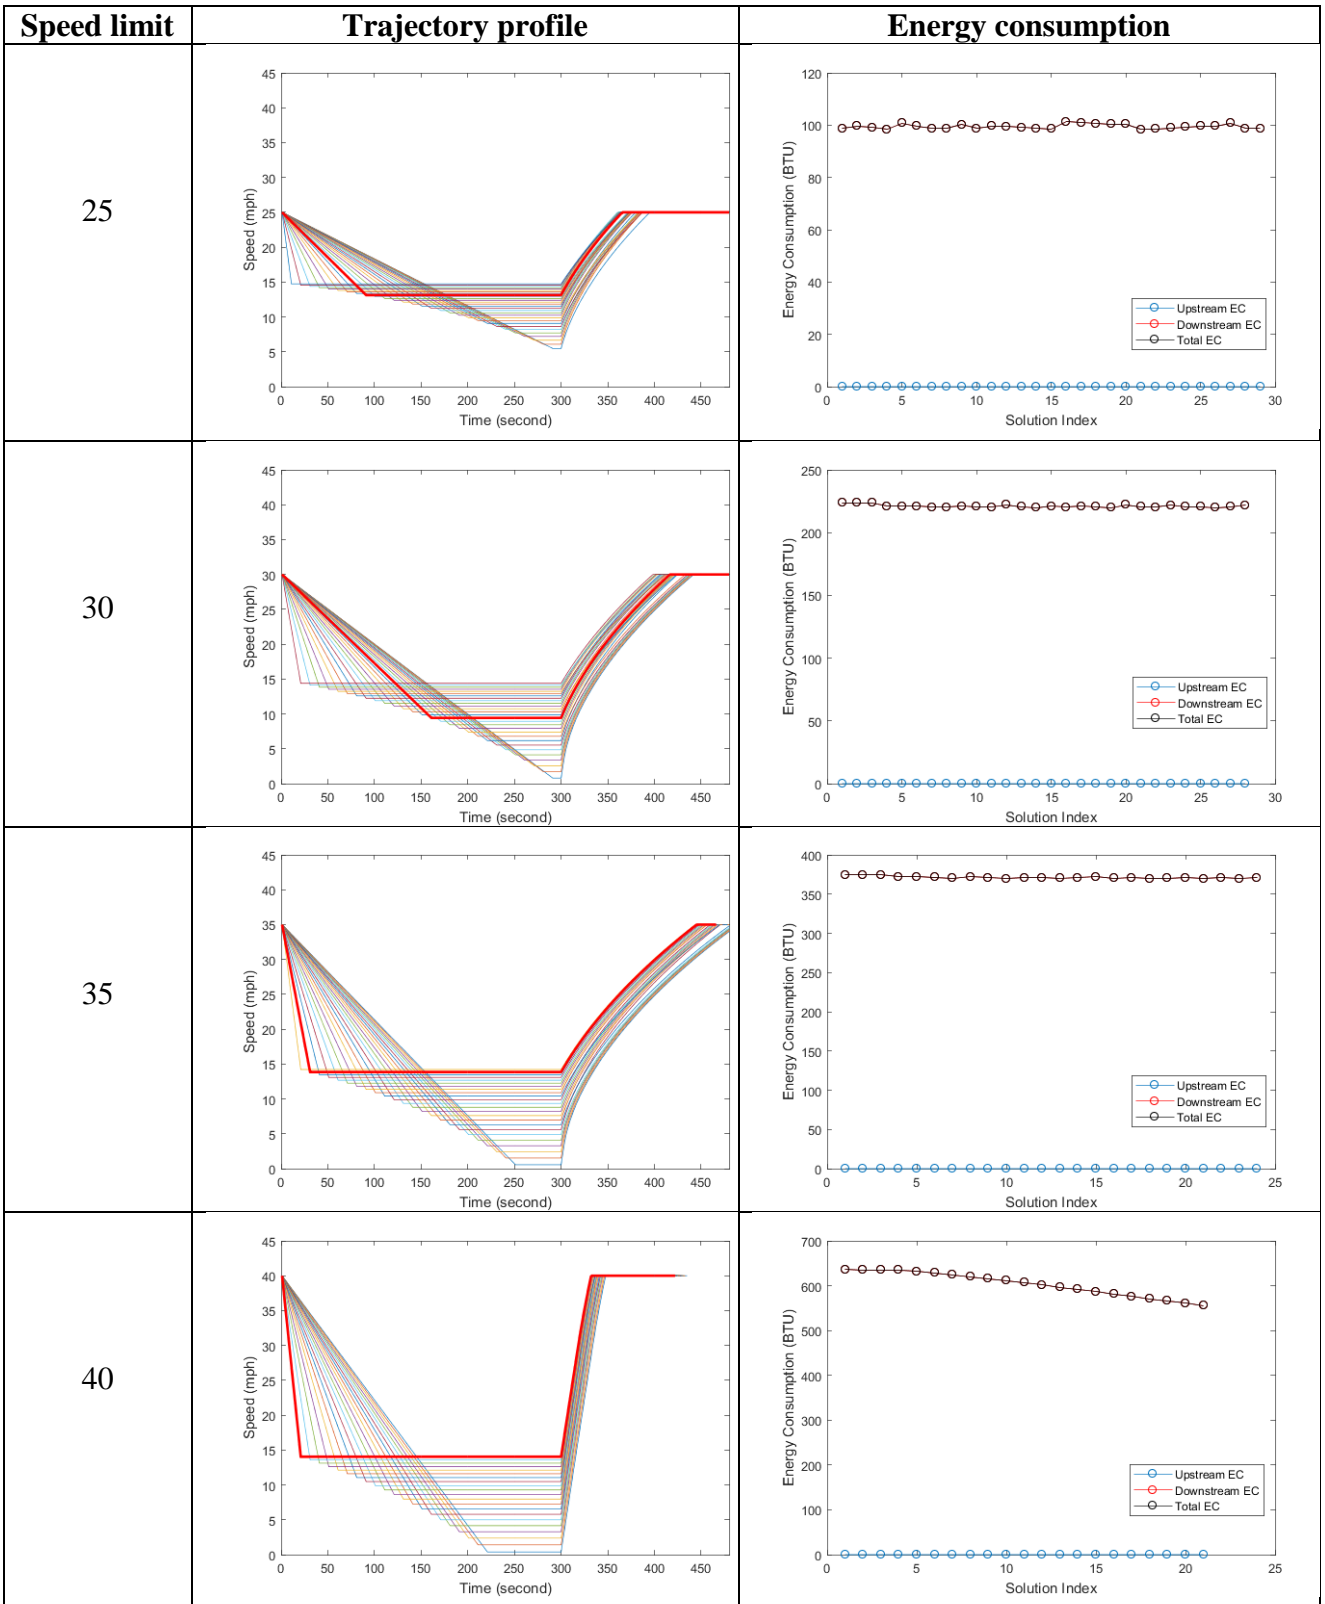 Speed limit Trajectory profile Energy consumption
25
45
40
35
30
25
20
15
10
5
0
Speed (mph)
0 50 100 150 200 250 300 350 400 450
Time (second)
120
100
80
60
40
20
0
Energy Consumption (BTU)
Upstream EC
Downstream EC
Total EC
0 5 10 15 20 25 30
Solution Index
30
45
40
35
30
25
20
15
10
5
0
Speed (mph)
0 50 100 150 200 250 300 350 400 450
Time (second)
250
200
150
100
50
0
Energy Consumption (BTU)
Upstream EC
Downstream EC
Total EC
0 5 10 15 20 25 30
Solution Index
35
45
40
35
30
25
20
15
10
5
0
Speed (mph)
0 50 100 150 200 250 300 350 400 450
Time (second)
400
350
300
250
200
150
100
50
0
Energy Consumption (BTU)
Upstream EC
Downstream EC
Total EC
0 5 10 15 20 25
Solution Index
40
45
40
35
30
25
20
15
10
5
0
Speed (mph)
0 50 100 150 200 250 300 350 400 450
Time (second)
700
600
500
400
300
200
100
0
Energy Consumption (BTU)
Upstream EC
Downstream EC
Total EC
0 5 10 15 20 25
Solution Index